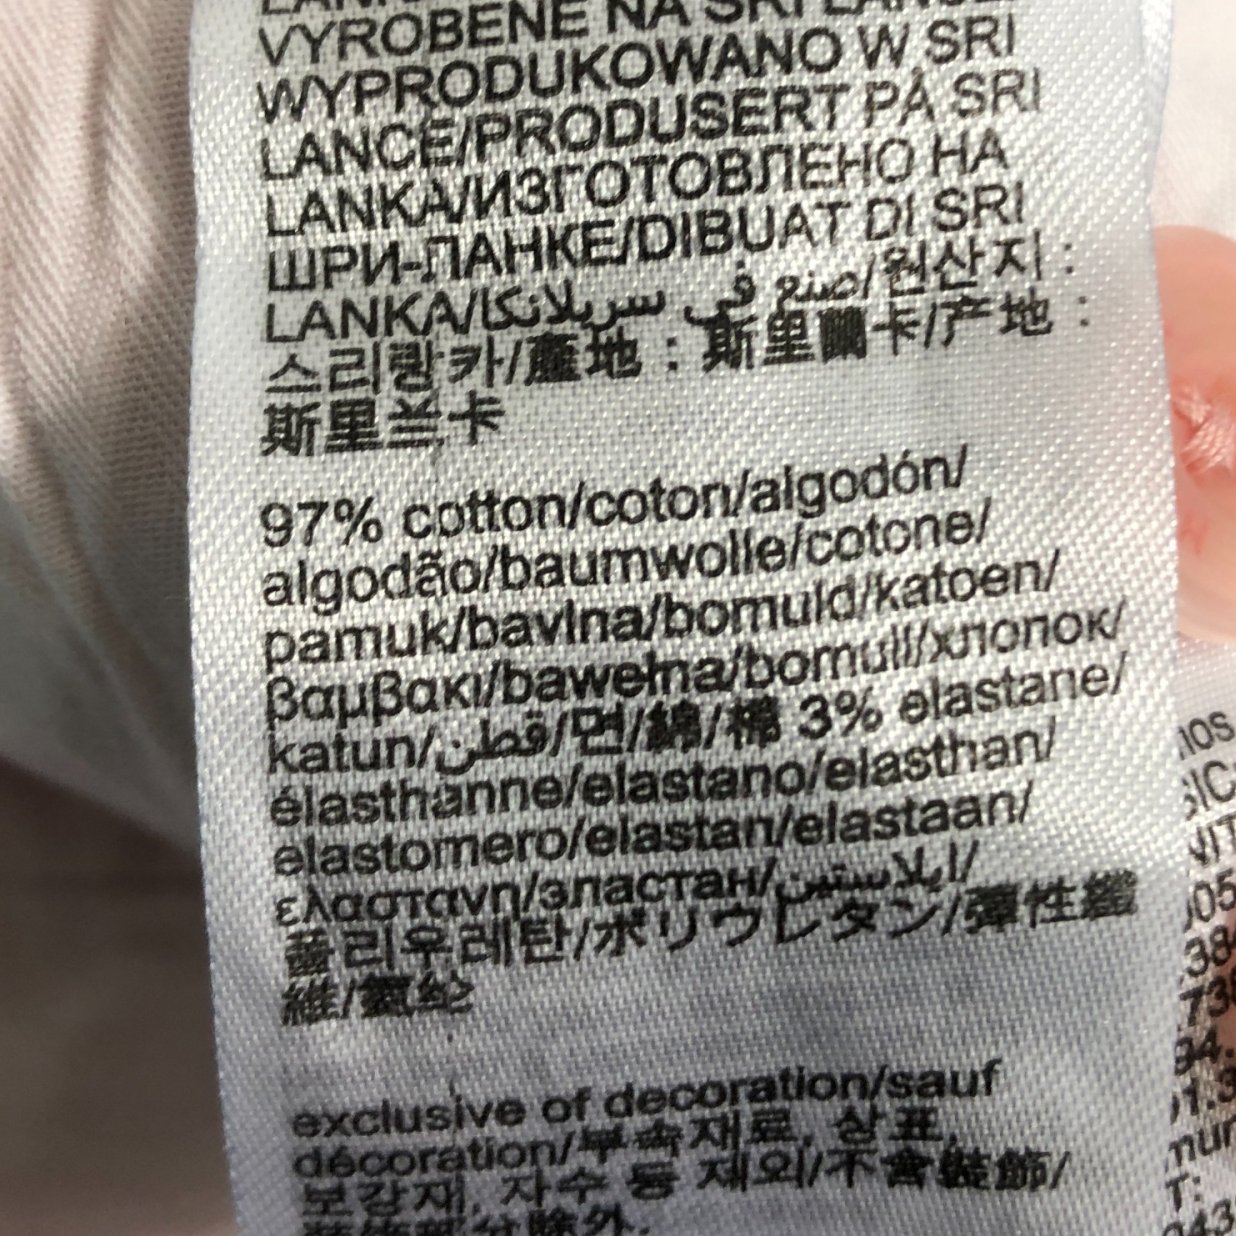 VYROBENÉ NA SRÍ
WYPRODUKOWANO W SRI
LANCE/PRODUSERT PÅ SRI
LANKA/ИЗГОТОВЛЕНО НА
ШРИ-ЛАНКЕ/DIBUAT DI SRI
LANKA/صنع في سريلانكا/원산지 :
스리랑카/產地 : 斯里蘭卡/产地 :
斯里兰卡
97% cotton/coton/algodón/
algodão/baumwolle/cotone/
pamuk/bavlna/bomuld/katoen/
βαμβακι/bawełna/bomull/хлопок/
katun/قطن/면/綿/棉 3% elastane/
élasthanne/elastano/elasthan/
elastomero/elastan/elastaan/
ελαστανη/эластан/ايلاستين/
폴리우레탄/ポリウレタン/彈性纖
維/氨纶
exclusive of decoration/sauf
décoration/부속재료, 상표,
보강재, 자수 등 제외/不含裝飾/